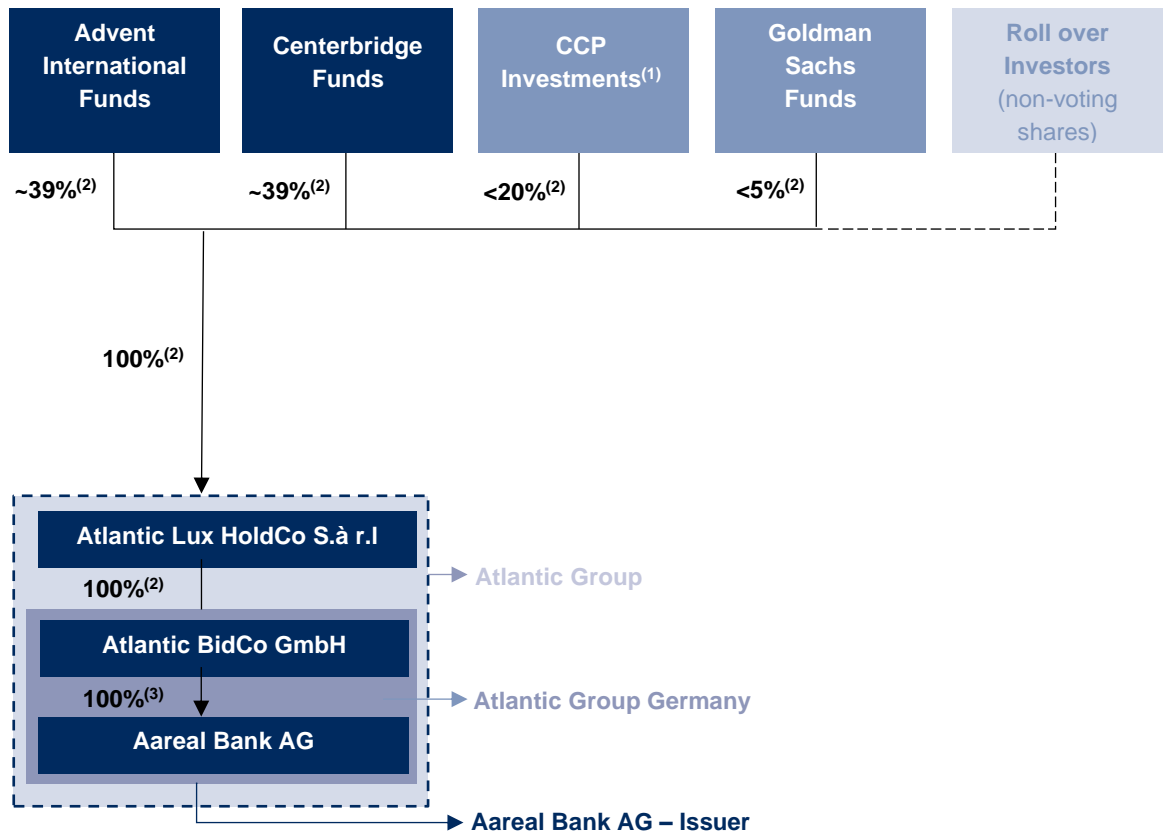 Advent
International
Funds
Centerbridge
Funds
CCP
Investments(1)
Goldman
Sachs
Funds
Roll over
Investors
(non-voting
shares)
~39%(2)
~39%(2)
<20%(2)
<5%(2)
100%(2)
Atlantic Lux HoldCo S.à r.l
100%(2)
Atlantic Group
Atlantic BidCo GmbH
100%(3)
Atlantic Group Germany
Aareal Bank AG
Aareal Bank AG – Issuer